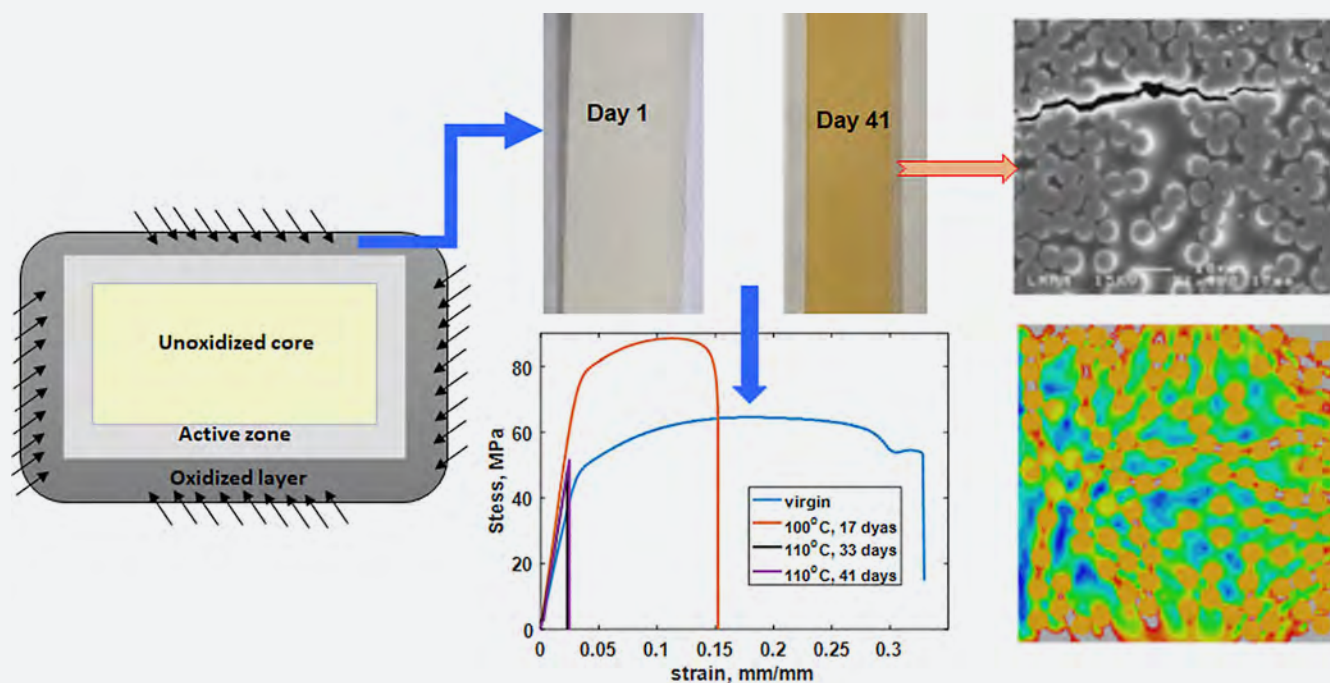 Unoxidized core
Active zone
Oxidized layer
Day 1
Day 41
Stess, MPa
80
60
40
20
0
0
0.05
0.1
0.15
0.2
0.25
0.3
strain, mm/mm
virgin
100°C, 17 dyas
110°C, 33 days
110°C, 41 days